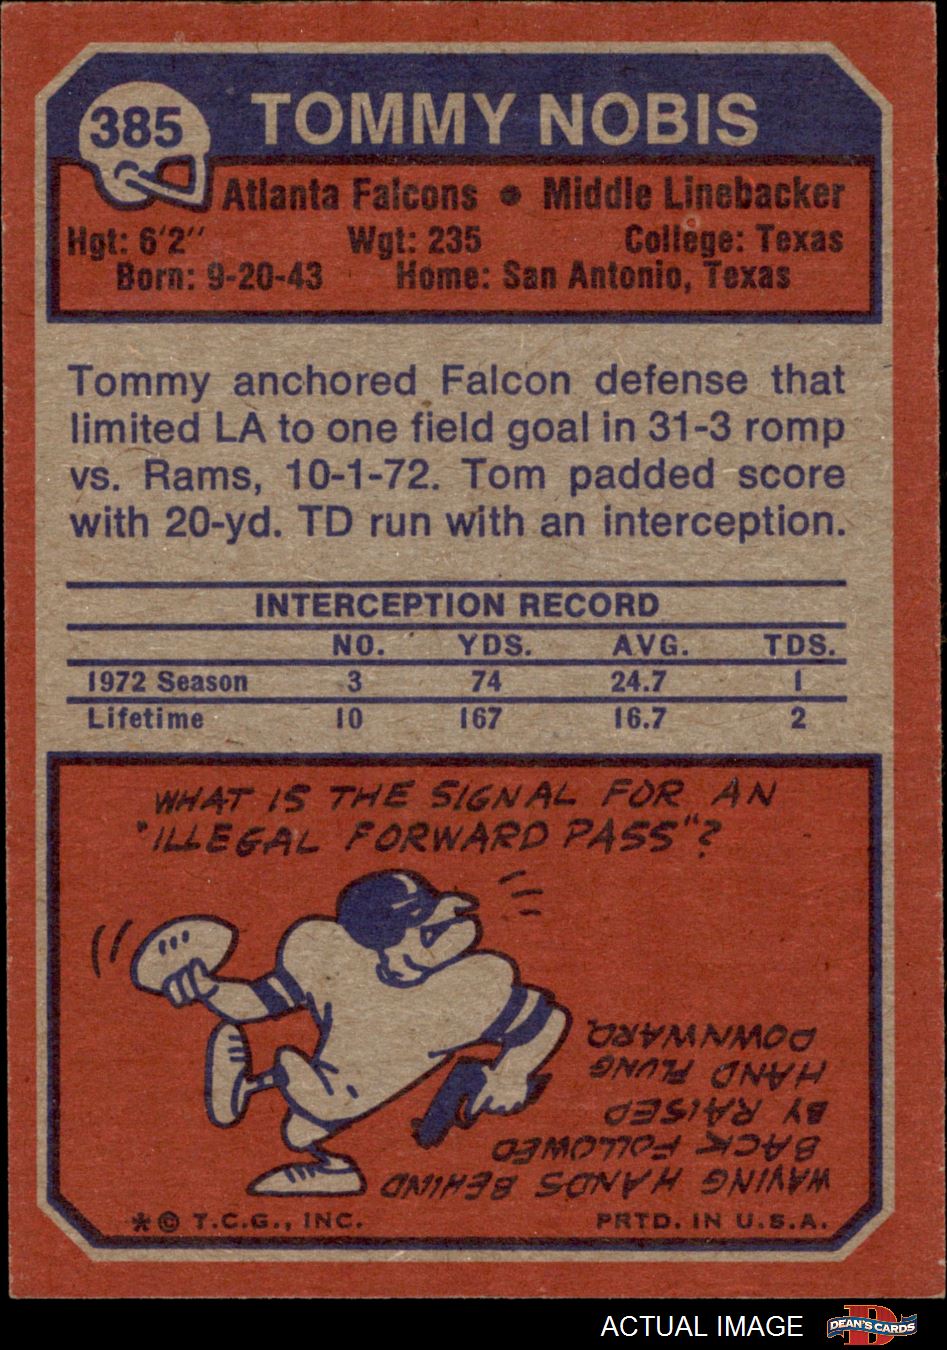 385
TOMMY NOBIS
Atlanta Falcons • Middle Linebacker
Hgt: 6'2" Wgt: 235 College: Texas
Born: 9-20-43 Home: San Antonio, Texas
Tommy anchored Falcon defense that
limited LA to one field goal in 31-3 romp
vs. Rams, 10-1-72. Tom padded score
with 20-yd. TD run with an interception.
INTERCEPTION RECORD
NO. YDS. AVG. TDS.
1972 Season 3 74 24.7 1
Lifetime 10 167 16.7 2
WHAT IS THE SIGNAL FOR AN
"ILLEGAL FORWARD PASS"?
WAVING HANDS BEHIND
BACK FOLLOWED
BY RAISED
HAND FLUNG
DOWNWARD.
* © T.C.G., INC. PRTD. IN U.S.A.
ACTUAL IMAGE
D
DEAN'S CARDS